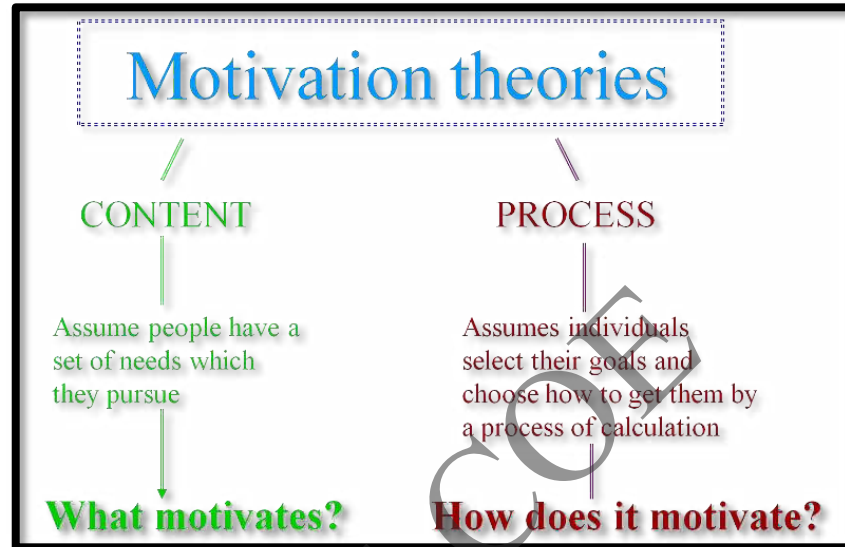 Motivation theories
CONTENT
Assume people have a
set of needs which
they pursue
What motivates?
PROCESS
Assumes individuals
select their goals and
choose how to get them by
a process of calculation
How does it motivate?
COE